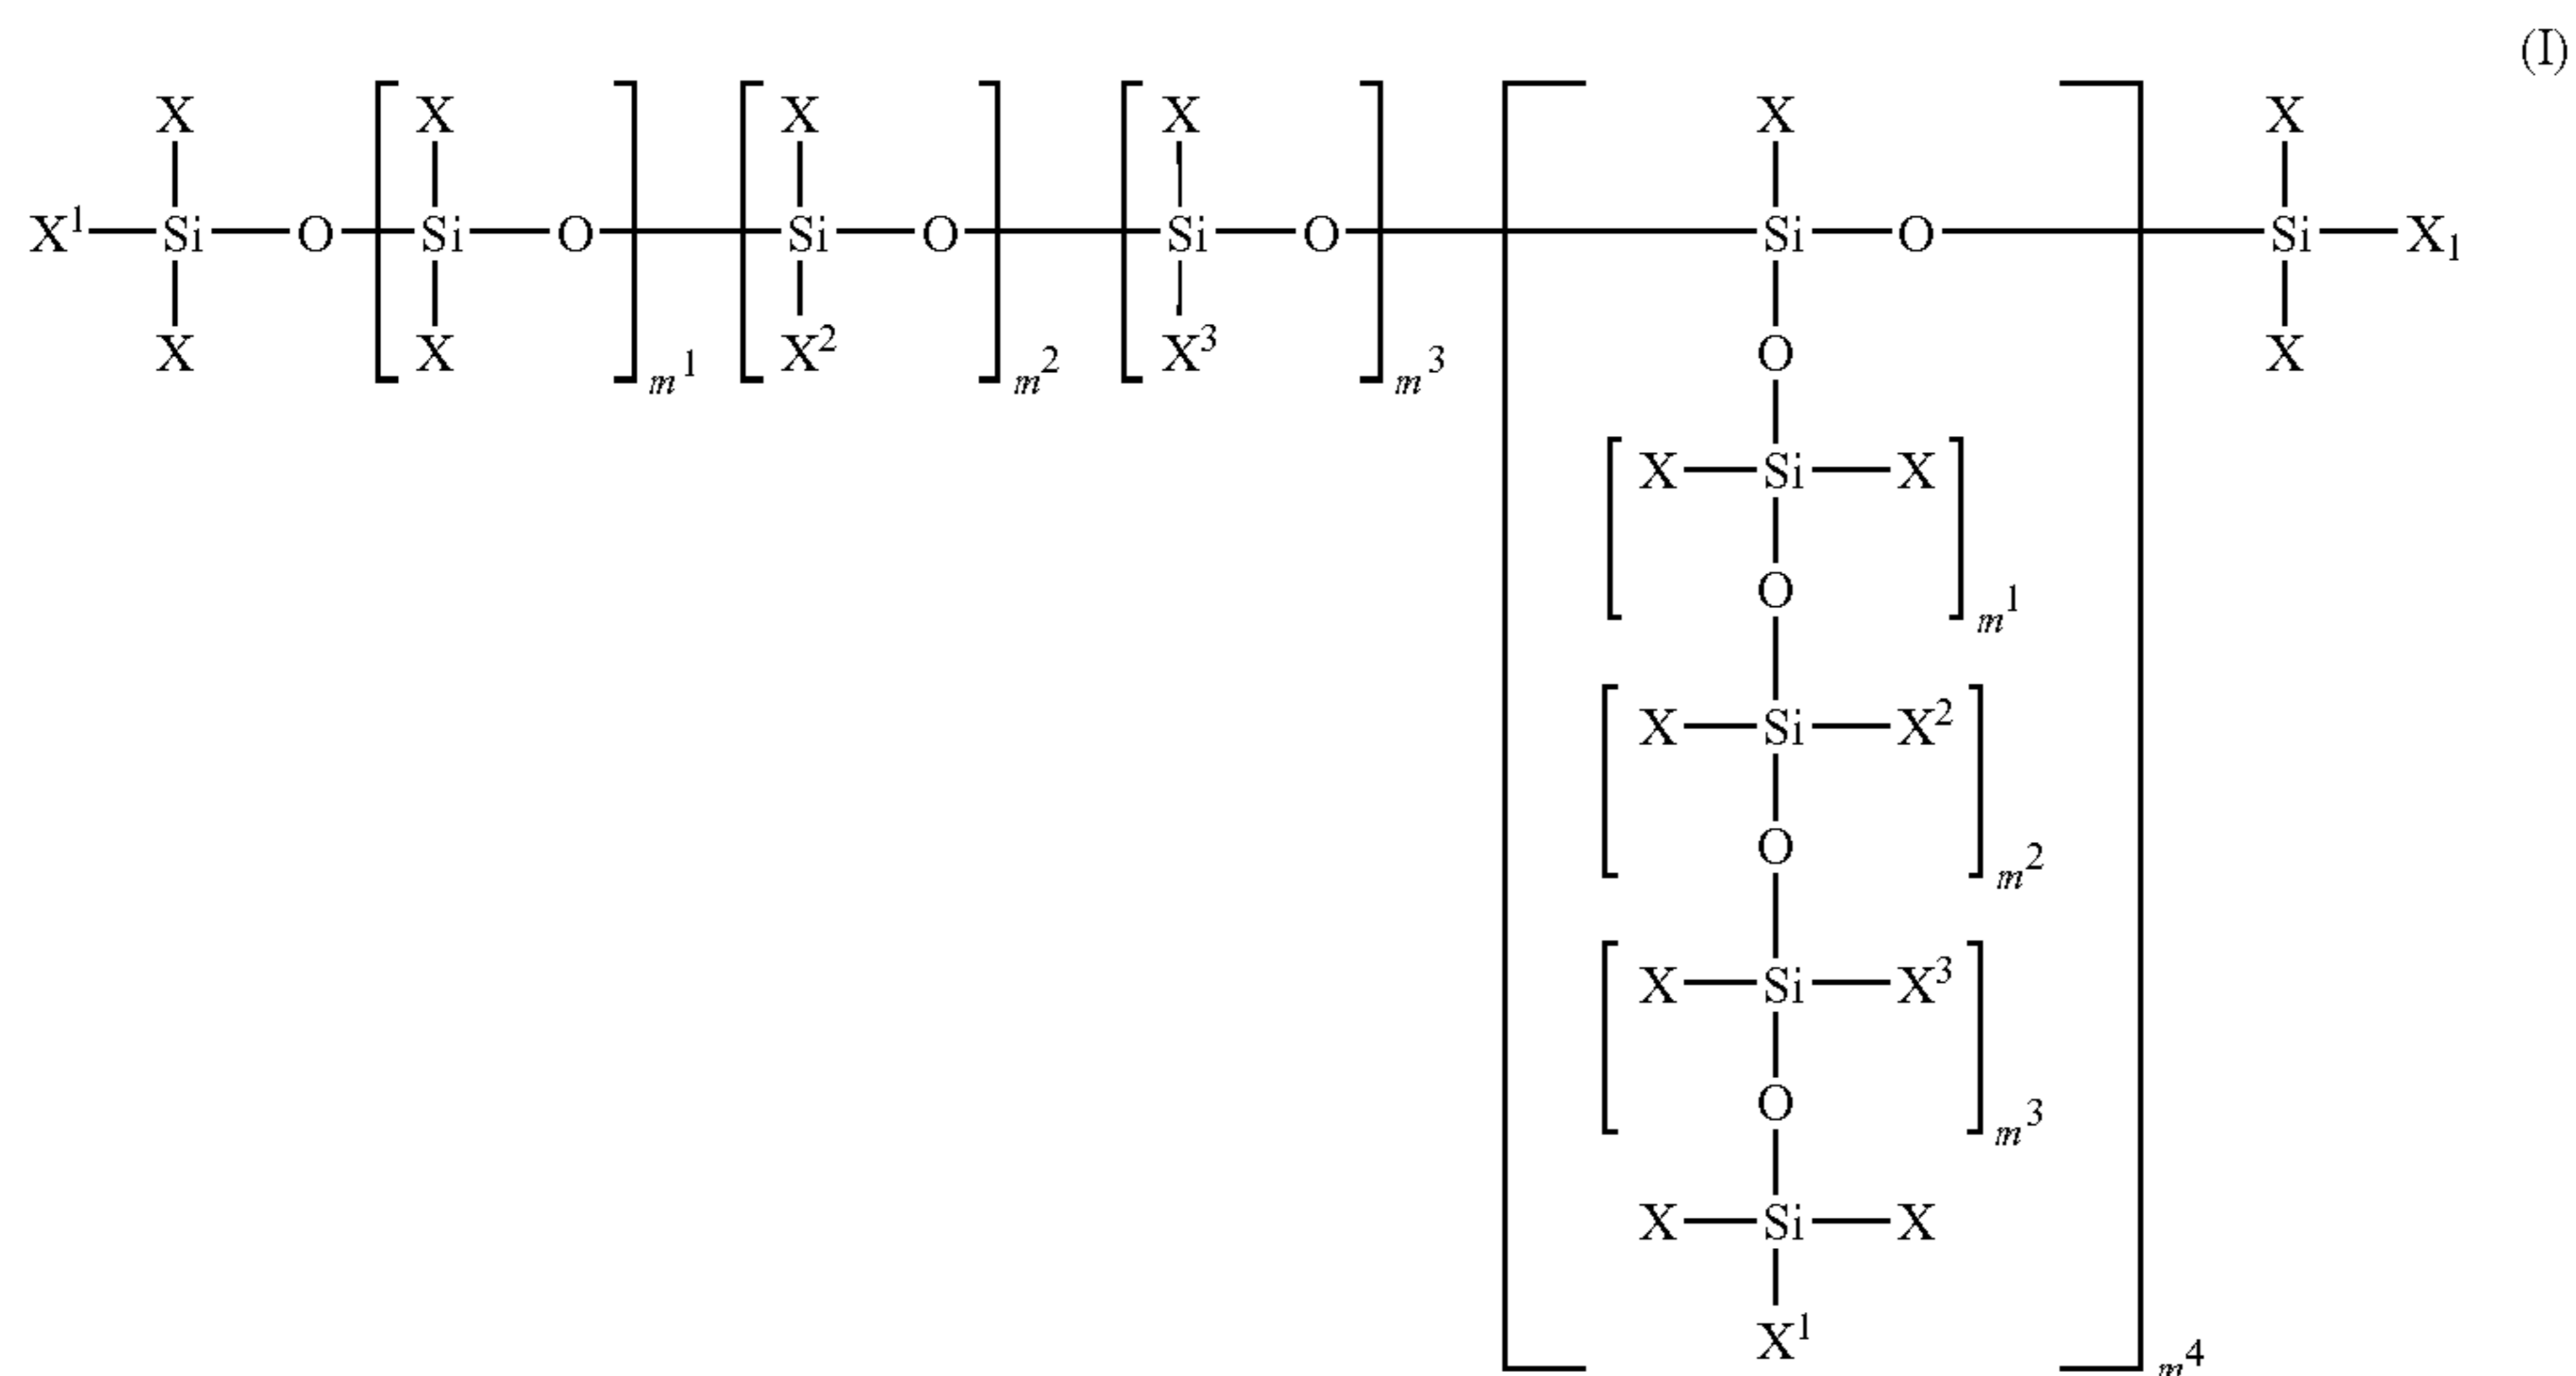 (I)
X X X X X X
X¹—Si—O—[Si—O]m¹—[Si—O]m²—[Si—O]m³—[Si—O]m⁴—Si—X₁
X X X² X³ O X
[X—Si—X]m¹
O
[X—Si—X²]m²
O
[X—Si—X³]m³
O
X—Si—X
X¹